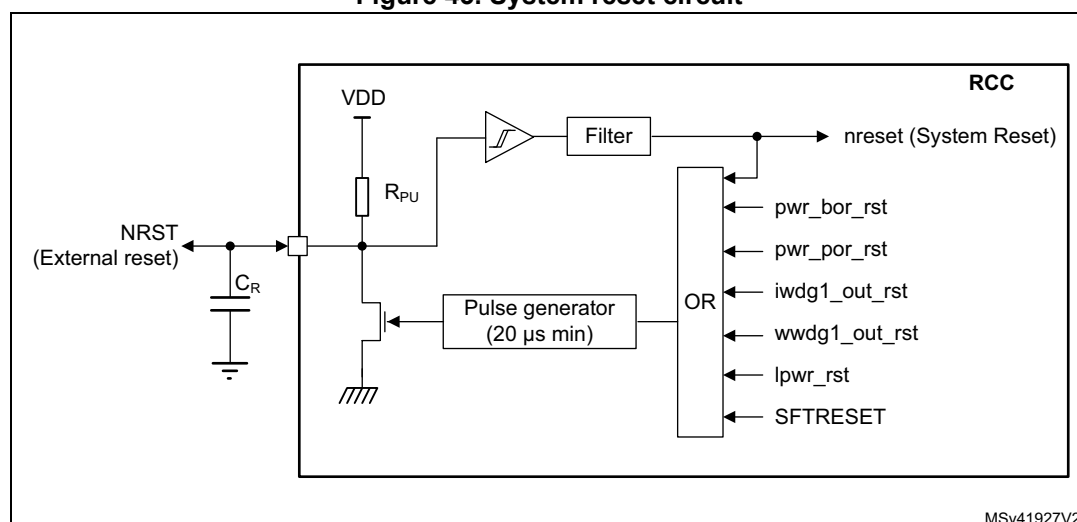 Figure System reset circuit
RCC
VDD
Filter
nreset (System Reset)
RPU
pwr_bor_rst
NRST
(External reset)
pwr_por_rst
CR
OR
iwdg1_out_rst
Pulse generator
(20 µs min)
wwdg1_out_rst
lpwr_rst
SFTRESET
MSv41927V2